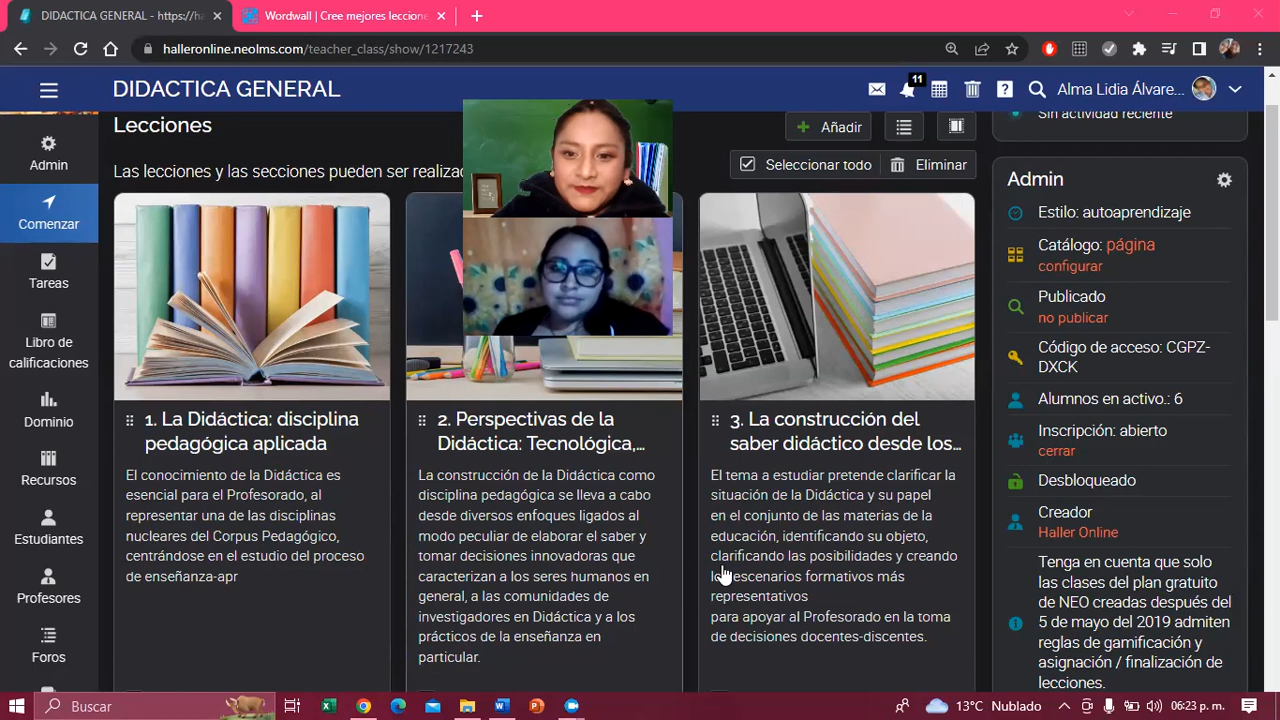 DIDACTICA GENERAL - https://ha
Wordwall | Cree mejores leccione
halleronline.neolms.com/teacher_class/show/1217243
DIDACTICA GENERAL
11
Alma Lidia Álvare...
Admin
Comenzar
Tareas
Libro de
calificaciones
Dominio
Recursos
Estudiantes
Profesores
Foros
Lecciones
Añadir
Las lecciones y las secciones pueden ser realiza
Seleccionar todo
Eliminar
1. La Didáctica: disciplina
pedagógica aplicada
El conocimiento de la Didáctica es
esencial para el Profesorado, al
representar una de las disciplinas
nucleares del Corpus Pedagógico,
centrándose en el estudio del proceso
de enseñanza-apr
2. Perspectivas de la
Didáctica: Tecnológica,...
La construcción de la Didáctica como
disciplina pedagógica se lleva a cabo
desde diversos enfoques ligados al
modo peculiar de elaborar el saber y
tomar decisiones innovadoras que
caracterizan a los seres humanos en
general, a las comunidades de
investigadores en Didáctica y a los
prácticos de la enseñanza en
particular.
3. La construcción del
saber didáctico desde los...
El tema a estudiar pretende clarificar la
situación de la Didáctica y su papel
en el conjunto de las materias de la
educación, identificando su objeto,
clarificando las posibilidades y creando
los escenarios formativos más
representativos
para apoyar al Profesorado en la toma
de decisiones docentes-discentes.
Sin actividad reciente
Admin
Estilo: autoaprendizaje
Catálogo: página
configurar
Publicado
no publicar
Código de acceso: CGPZ-
DXCK
Alumnos en activo.: 6
Inscripción: abierto
cerrar
Desbloqueado
Creador
Haller Online
Tenga en cuenta que solo
las clases del plan gratuito
de NEO creadas después del
5 de mayo del 2019 admiten
reglas de gamificación y
asignación / finalización de
lecciones.
Buscar
13°C Nublado
06:23 p. m.